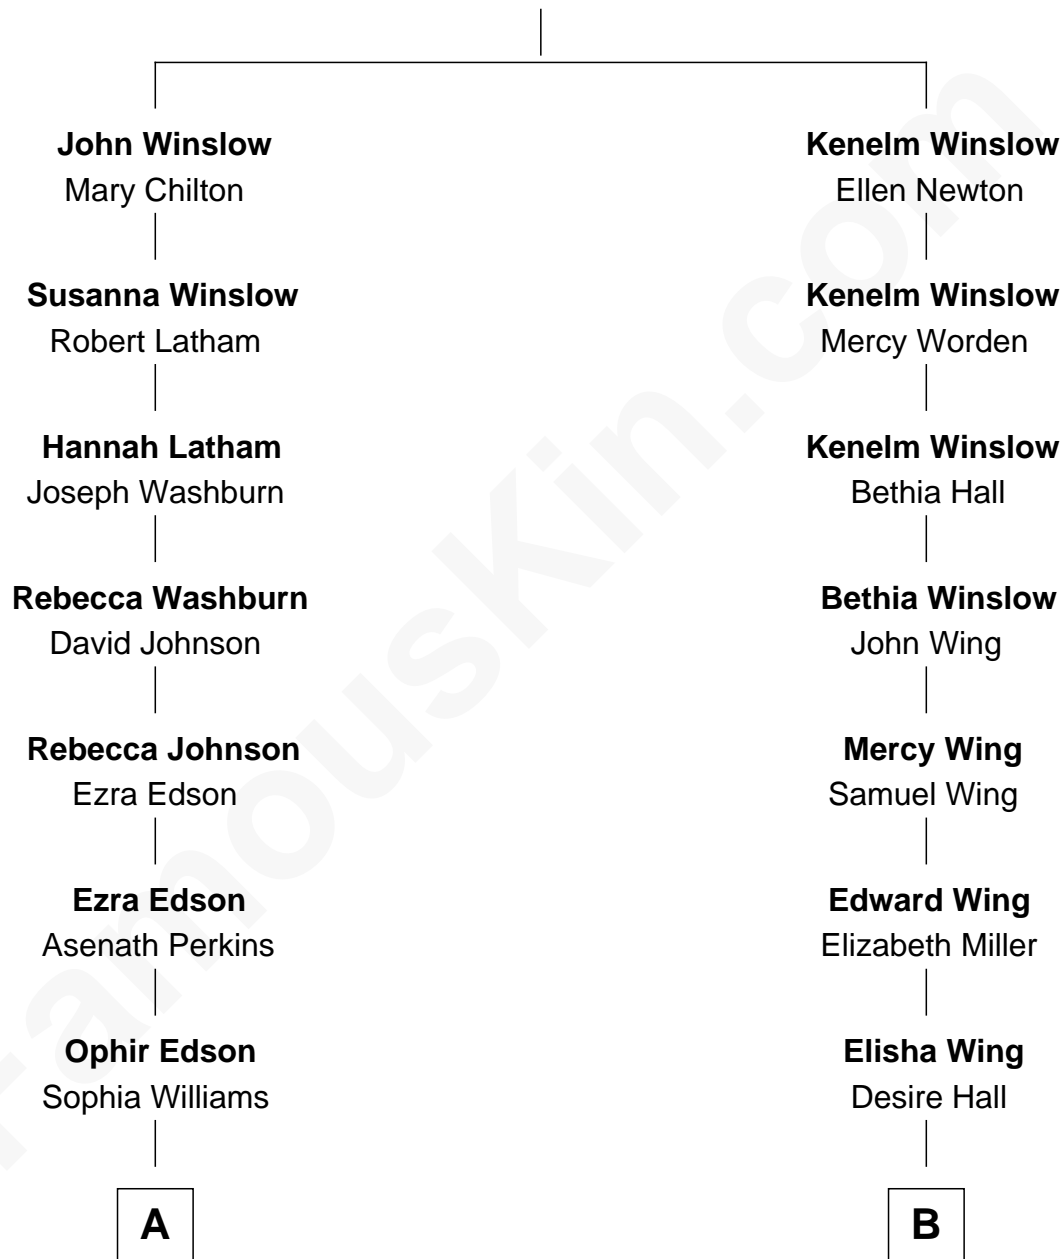 John Winslow
Mary Chilton
Kenelm Winslow
Ellen Newton
Susanna Winslow
Robert Latham
Kenelm Winslow
Mercy Worden
Hannah Latham
Joseph Washburn
Kenelm Winslow
Bethia Hall
Rebecca Washburn
David Johnson
Bethia Winslow
John Wing
Rebecca Johnson
Ezra Edson
Mercy Wing
Samuel Wing
Ezra Edson
Asenath Perkins
Edward Wing
Elizabeth Miller
Ophir Edson
Sophia Williams
Elisha Wing
Desire Hall
A
B
FamousKin.com